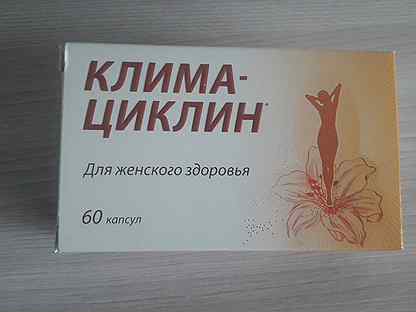 КЛИМА-
ЦИКЛИН®
Для женского здоровья
60 капсул